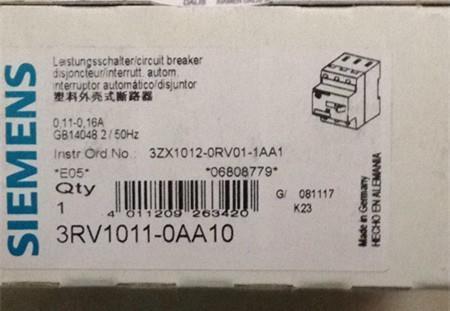 SIEMENS
Leistungsschalter/circuit breaker
disjoncteur/interrutt. autom.
interruptor automático/disjuntor
塑料外壳式断路器
0,11-0,16A
GB14048.2 / 50Hz
Instr.Ord.No.: 3ZX1012-0RV01-1AA1
*E05* *06808779*
Qty
1
G/ 081117
K23
4 011209 263420
3RV1011-0AA10
Made in Germany
HECHO EN ALEMANIA